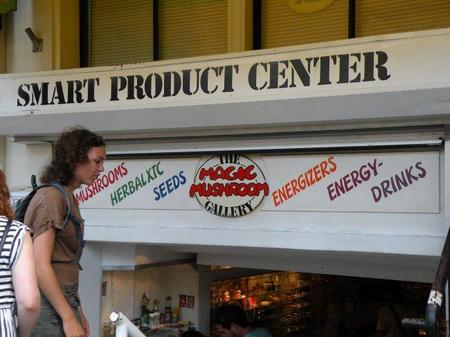 SMART PRODUCT CENTER
MUSHROOMS HERBALXTC SEEDS THE MAGIC MUSHROOM GALLERY ENERGIZERS ENERGY-DRINKS